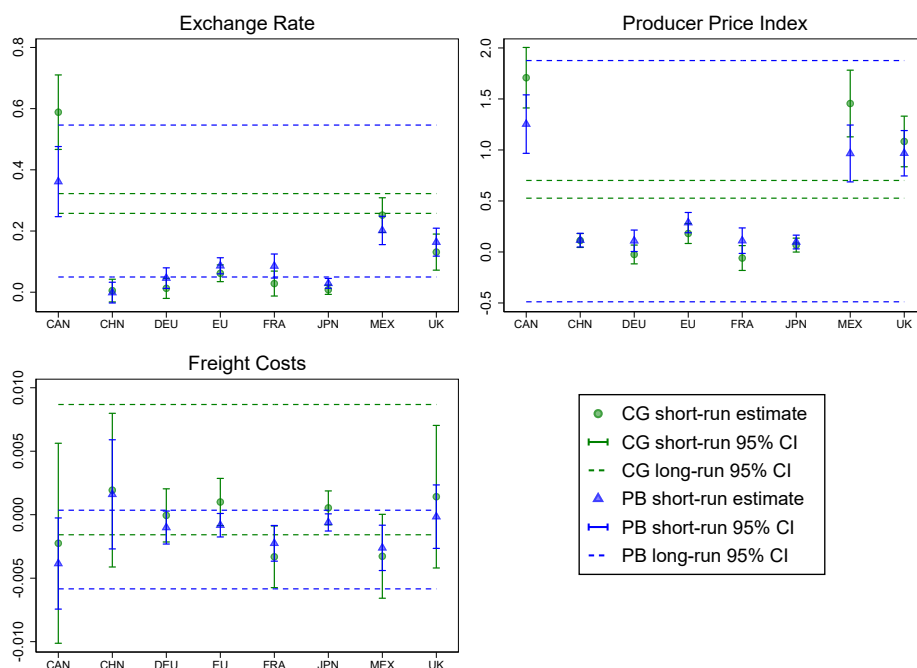 Exchange Rate
0.8
0.6
0.4
0.2
0.0
CAN CHN DEU EU FRA JPN MEX UK
Producer Price Index
2.0
1.5
1.0
0.5
0.0
-0.5
CAN CHN DEU EU FRA JPN MEX UK
Freight Costs
0.010
0.005
0.000
-0.005
-0.010
CAN CHN DEU EU FRA JPN MEX UK
CG short-run estimate
CG short-run 95% CI
CG long-run 95% CI
PB short-run estimate
PB short-run 95% CI
PB long-run 95% CI